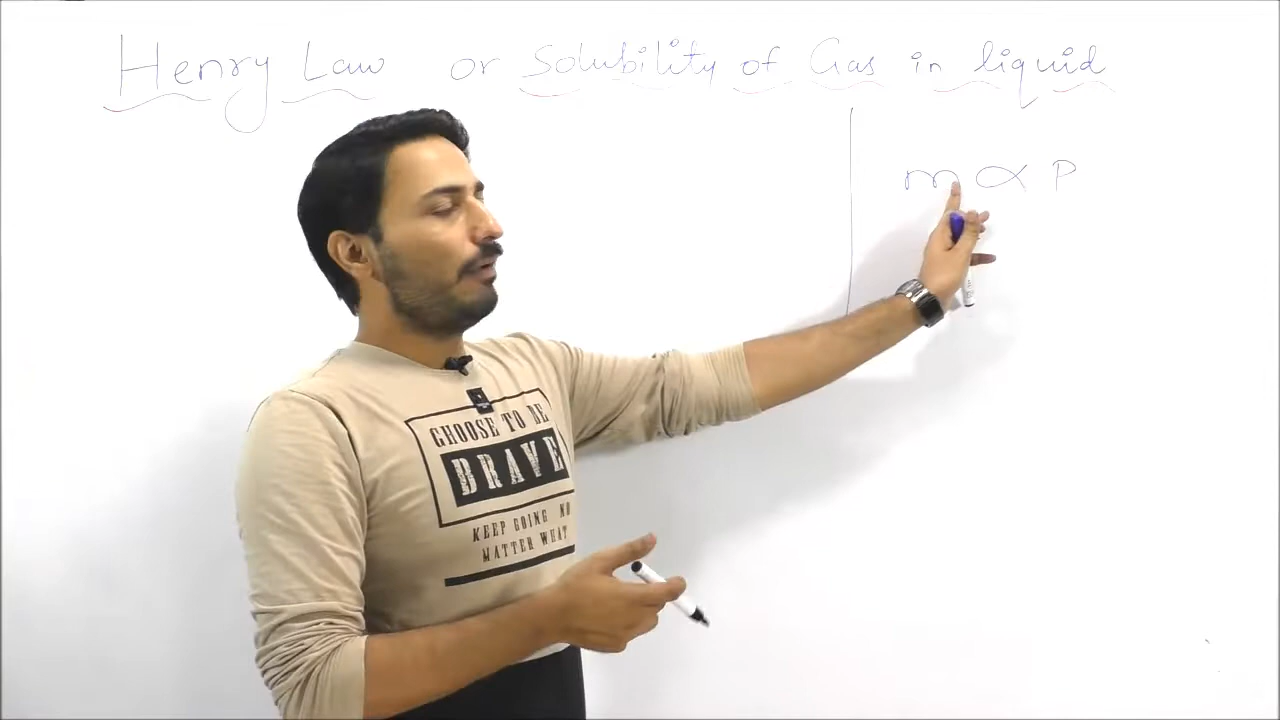 Henry Law or Solubility of Gas in liquid
m ∝ P
CHOOSE TO BE
BRAVE
KEEP GOING NO
MATTER WHAT